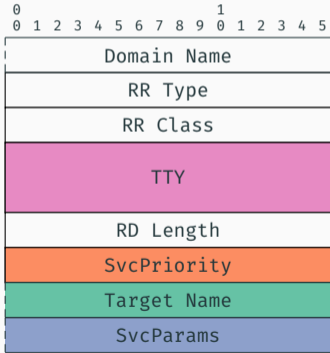 0 1
0 1 2 3 4 5 6 7 8 9 0 1 2 3 4 5
Domain Name
RR Type
RR Class
TTY
RD Length
SvcPriority
Target Name
SvcParams